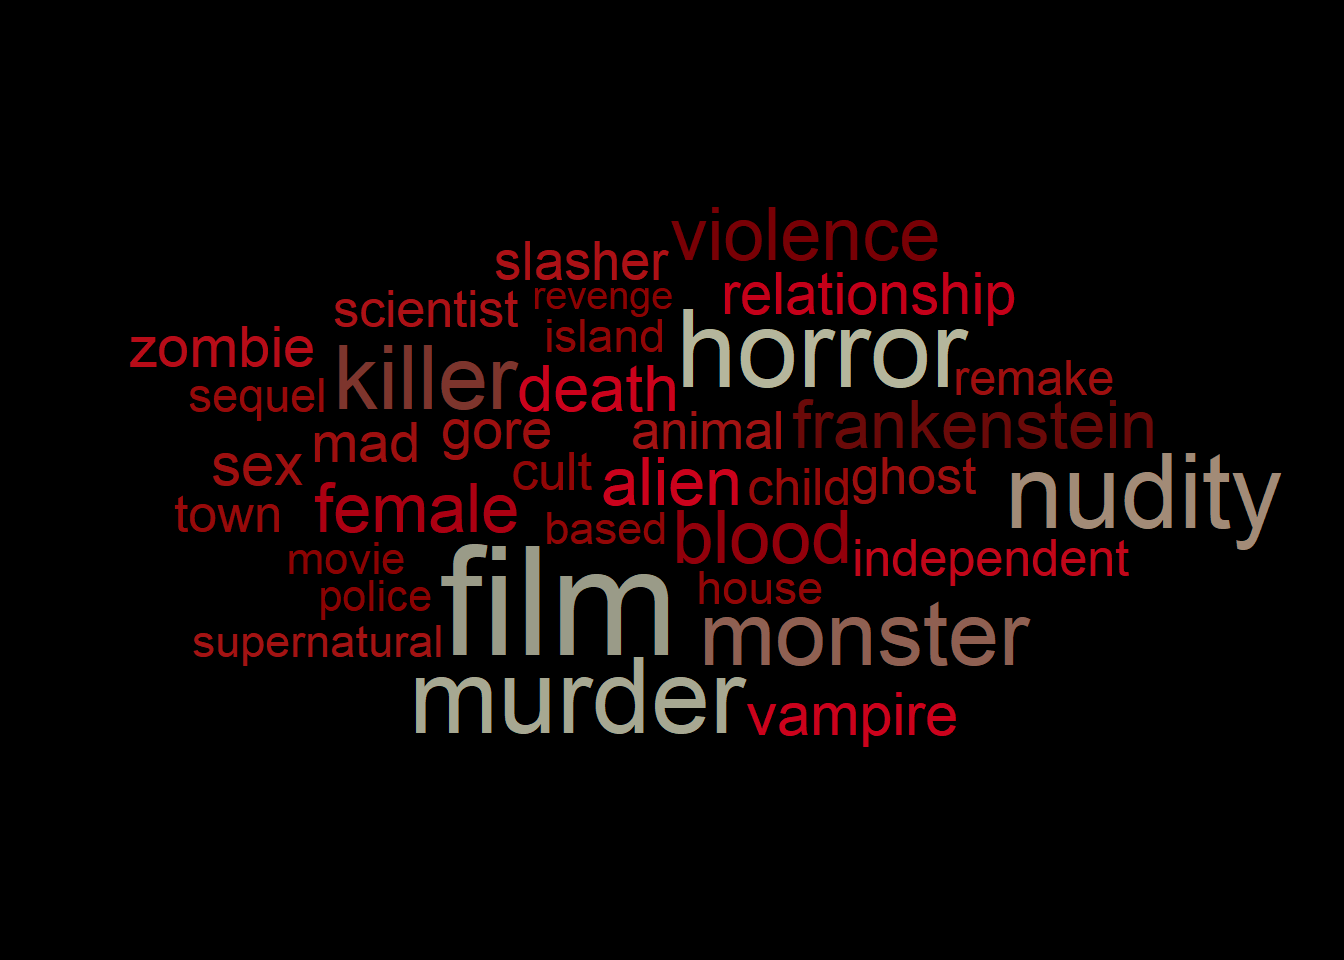 violence
slasher
relationship
revenge
scientist
island
horror
zombie
killer
death
remake
sequel
frankenstein
gore
animal
mad
sex
cult
alien
child
ghost
nudity
town
female
based
blood
movie
independent
police
film
house
supernatural
monster
murder
vampire